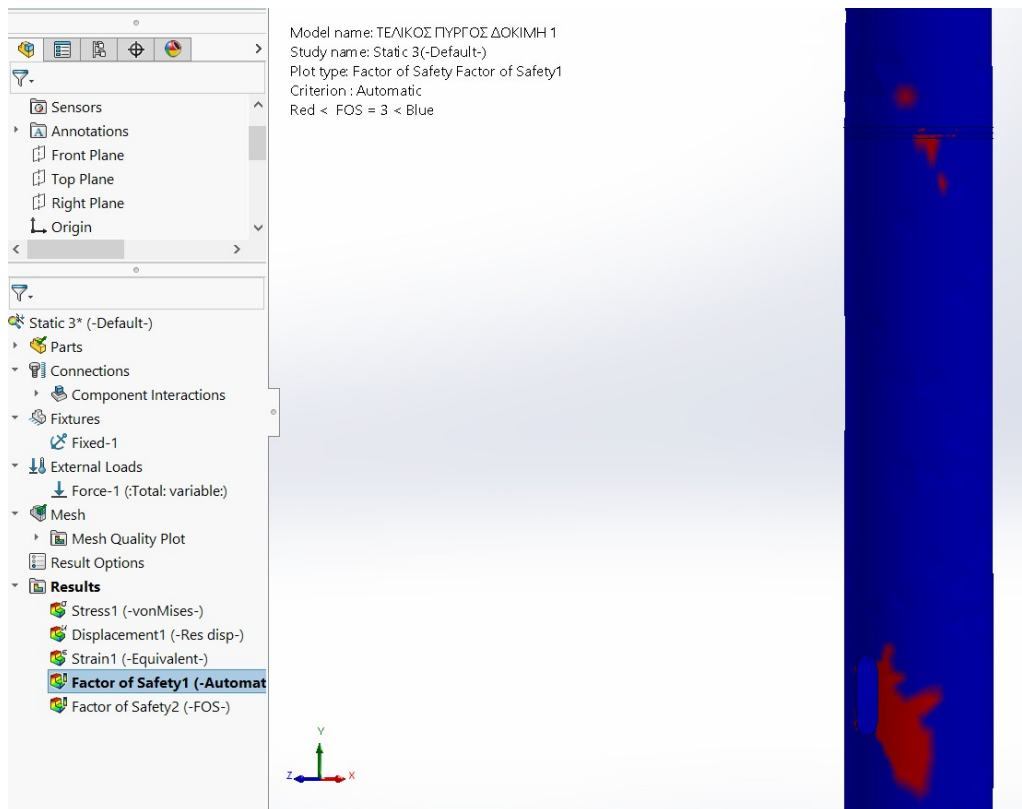 Sensors
Annotations
Front Plane
Top Plane
Right Plane
Origin
Static 3* (-Default-)
Parts
Connections
Component Interactions
Fixtures
Fixed-1
External Loads
Force-1 (:Total: variable:)
Mesh
Mesh Quality Plot
Result Options
Results
Stress1 (-vonMises-)
Displacement1 (-Res disp-)
Strain1 (-Equivalent-)
Factor of Safety1 (-Automat
Factor of Safety2 (-FOS-)
Model name: ΤΕΛΙΚΟΣ ΠΥΡΓΟΣ ΔΟΚΙΜΗ 1
Study name: Static 3(-Default-)
Plot type: Factor of Safety Factor of Safety1
Criterion : Automatic
Red < FOS = 3 < Blue
Y
Z
X